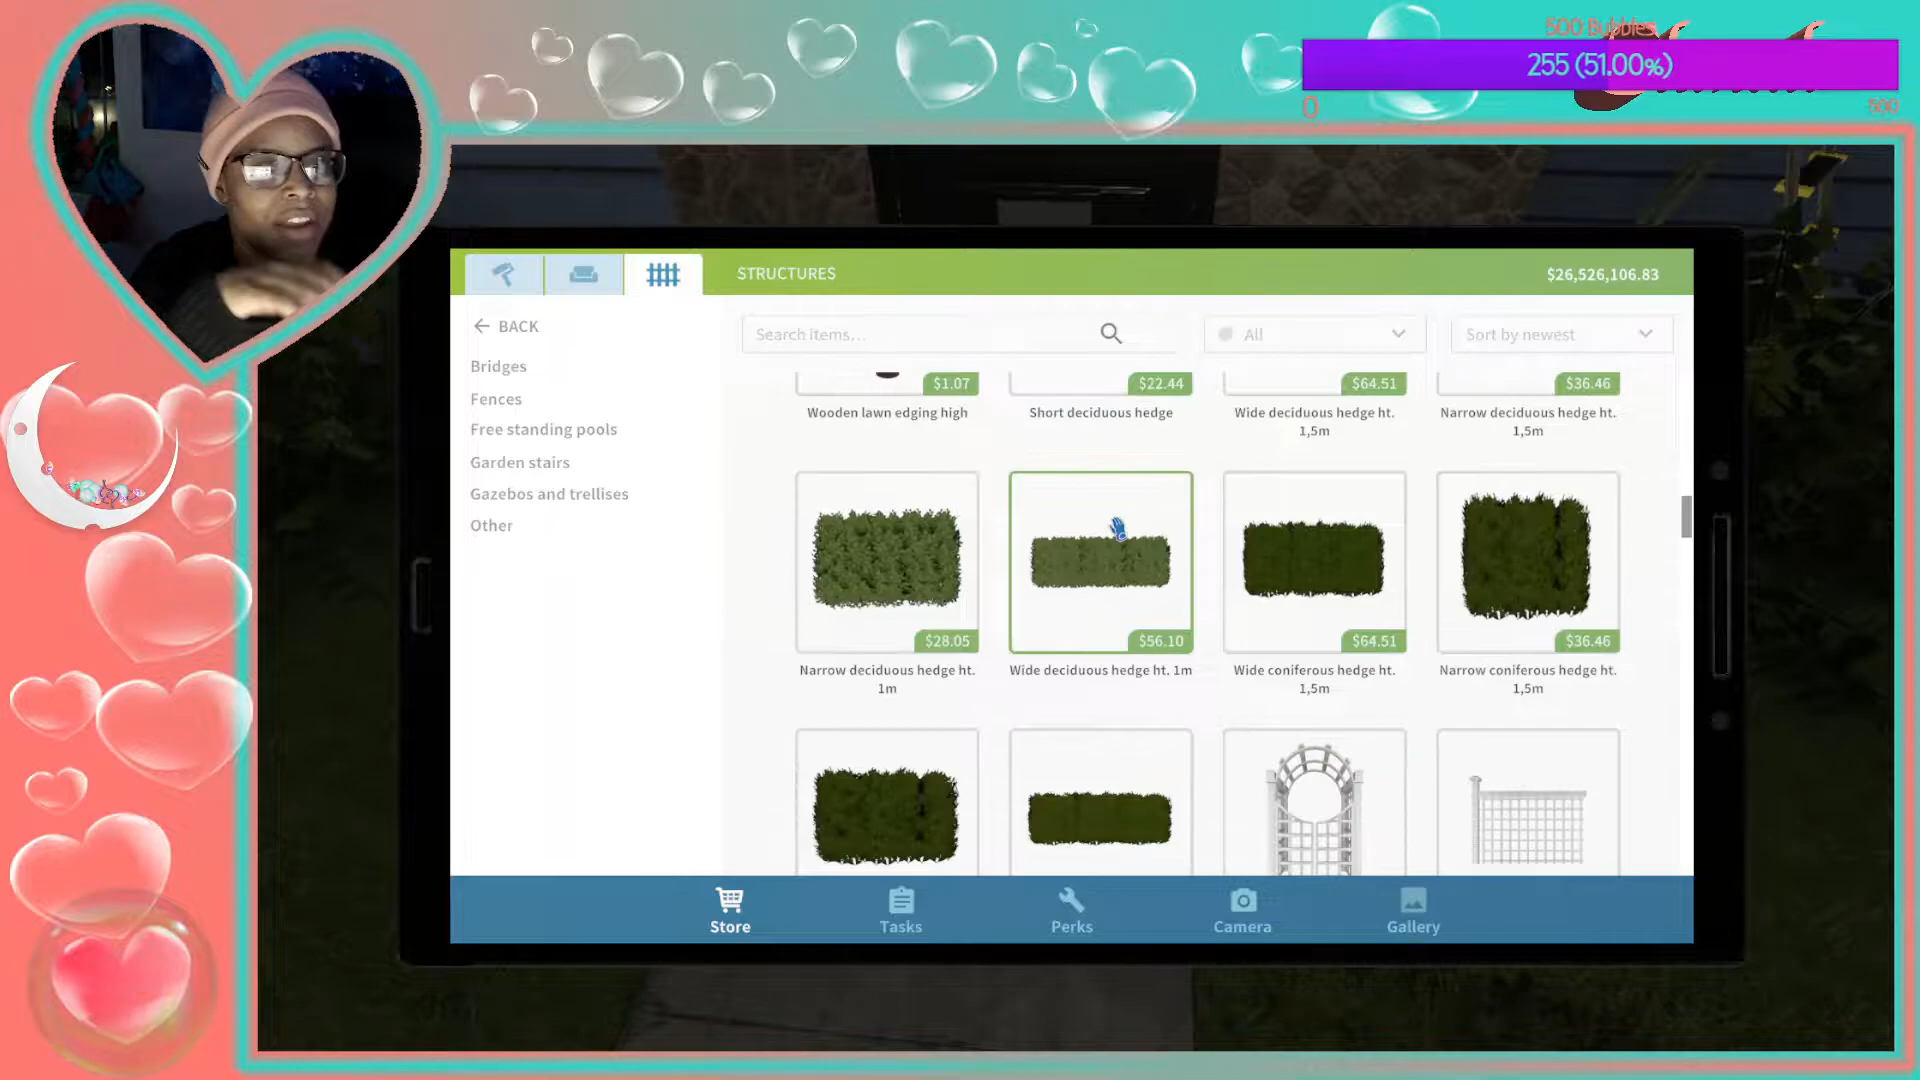 500 Bubbles
255 (51.00%)
0
500
STRUCTURES
$26,526,106.83
BACK
Search items...
All
Sort by newest
Bridges
Fences
Free standing pools
Garden stairs
Gazebos and trellises
Other
$1.07
$22.44
$64.51
$36.46
Wooden lawn edging high
Short deciduous hedge
Wide deciduous hedge ht.
1,5m
Narrow deciduous hedge ht.
1,5m
$28.05
$56.10
$64.51
$36.46
Narrow deciduous hedge ht.
1m
Wide deciduous hedge ht. 1m
Wide coniferous hedge ht.
1,5m
Narrow coniferous hedge ht.
1,5m
Store
Tasks
Perks
Camera
Gallery